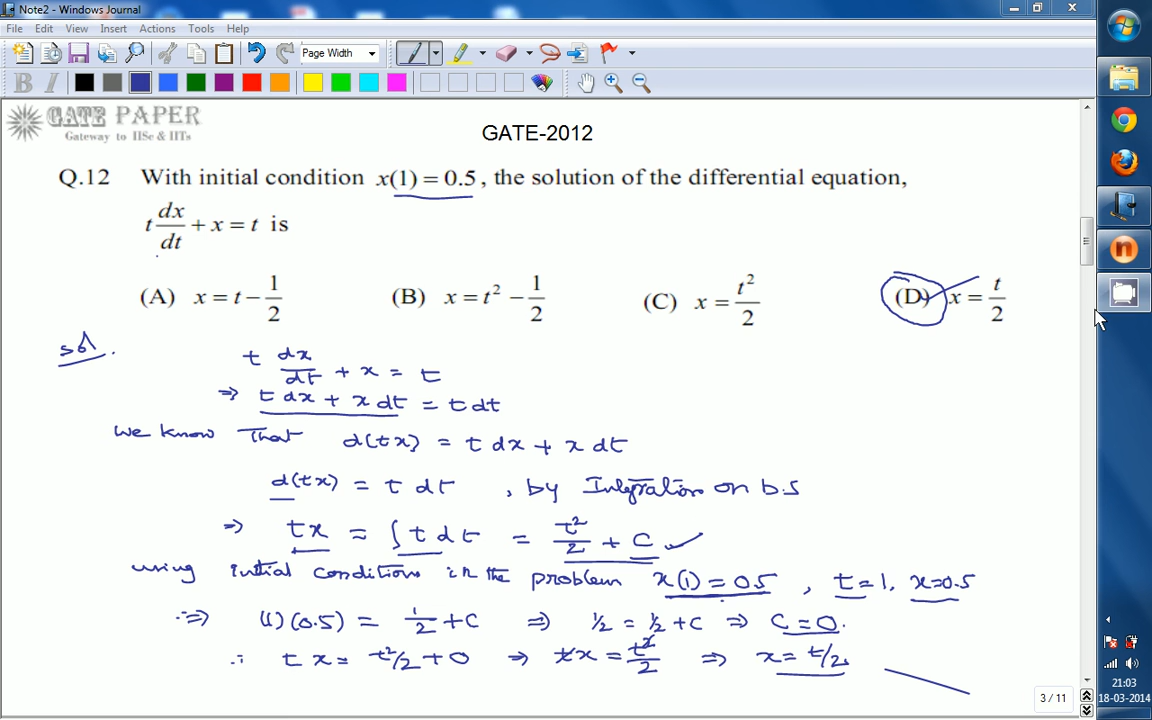 Note2 - Windows Journal
File Edit View Insert Actions Tools Help
Page Width
B I
GATE PAPER
Gateway to IISc & IITs
GATE-2012
Q.12 With initial condition x(1) = 0.5, the solution of the differential equation,
t dx/dt + x = t is
(A) x = t - 1/2 (B) x = t² - 1/2 (C) x = t²/2 (D) x = t/2
sol.
t dx/dt + x = t
⇒ t dx + x dt = t dt
We know That d(tx) = t dx + x dt
d(tx) = t dt , by Integration on b.s
⇒ tx = ∫ t dt = t²/2 + C
using initial conditions in the problem x(1) = 0.5 , t = 1, x = 0.5
∴⇒ (1)(0.5) = 1/2 + C ⇒ 1/2 = 1/2 + C ⇒ C = 0.
∴ tx = t²/2 + 0 ⇒ tx = t²/2 ⇒ x = t/2.
3 / 11
21:03
18-03-2014